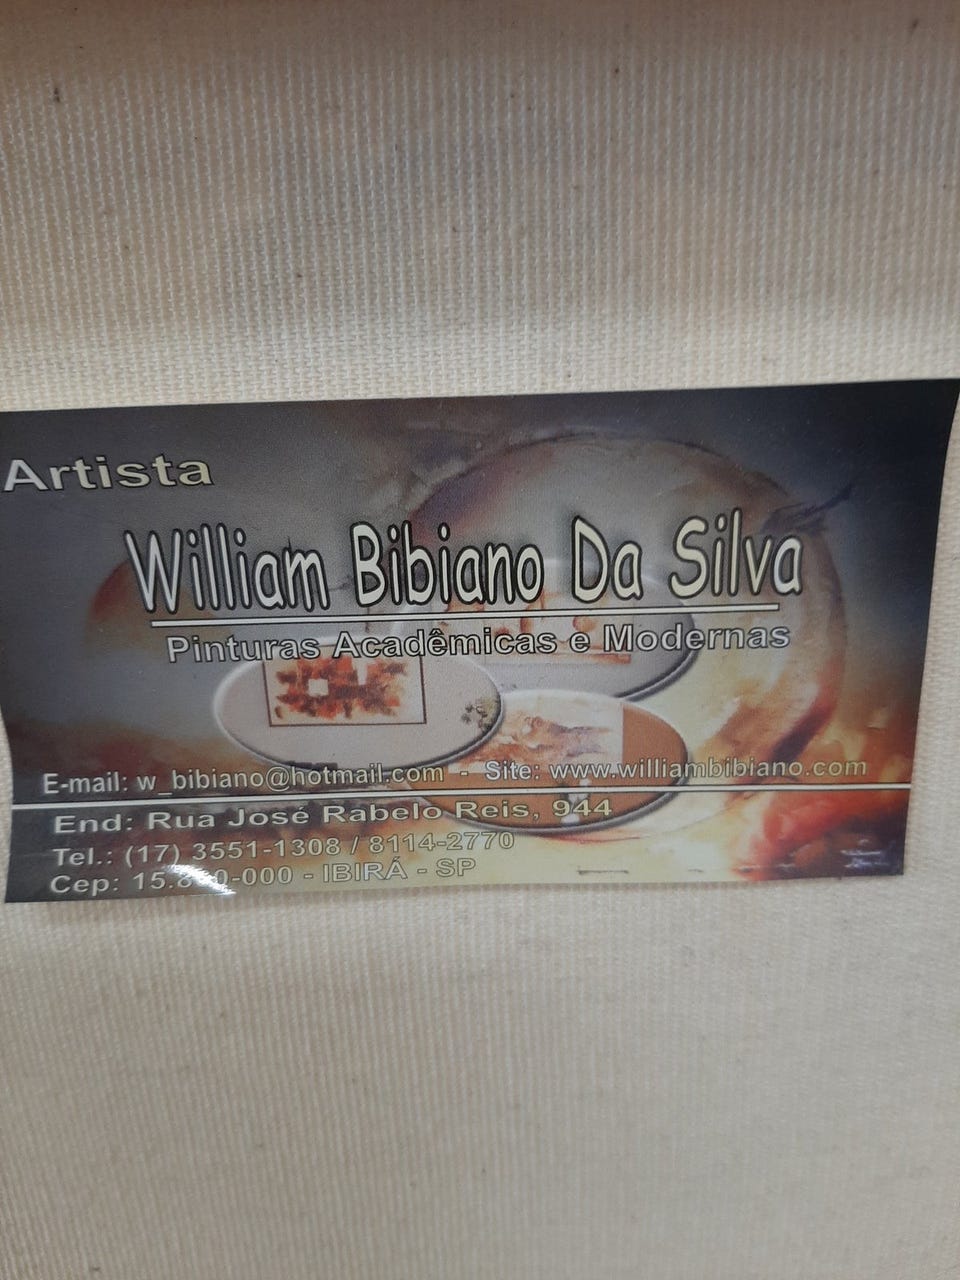 Artista
William Bibiano Da Silva
Pinturas Acadêmicas e Modernas
E-mail: w_bibiano@hotmail.com - Site: www.williambibiano.com
End: Rua José Rabelo Reis, 944
Tel.: (17) 3551-1308 / 8114-2770
Cep: - IBIRÁ - SP